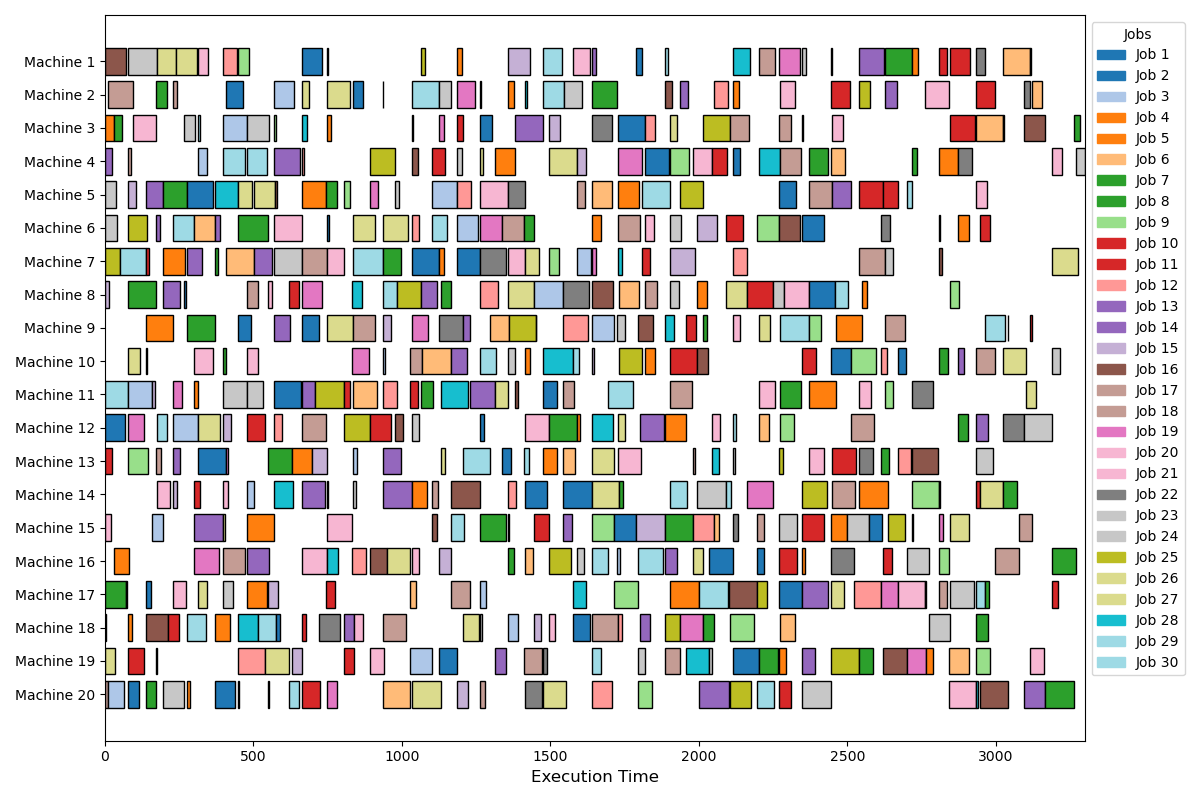 Machine 1
Machine 2
Machine 3
Machine 4
Machine 5
Machine 6
Machine 7
Machine 8
Machine 9
Machine 10
Machine 11
Machine 12
Machine 13
Machine 14
Machine 15
Machine 16
Machine 17
Machine 18
Machine 19
Machine 20
0 500 1000 1500 2000 2500 3000
Execution Time
Jobs
Job 1
Job 2
Job 3
Job 4
Job 5
Job 6
Job 7
Job 8
Job 9
Job 10
Job 11
Job 12
Job 13
Job 14
Job 15
Job 16
Job 17
Job 18
Job 19
Job 20
Job 21
Job 22
Job 23
Job 24
Job 25
Job 26
Job 27
Job 28
Job 29
Job 30